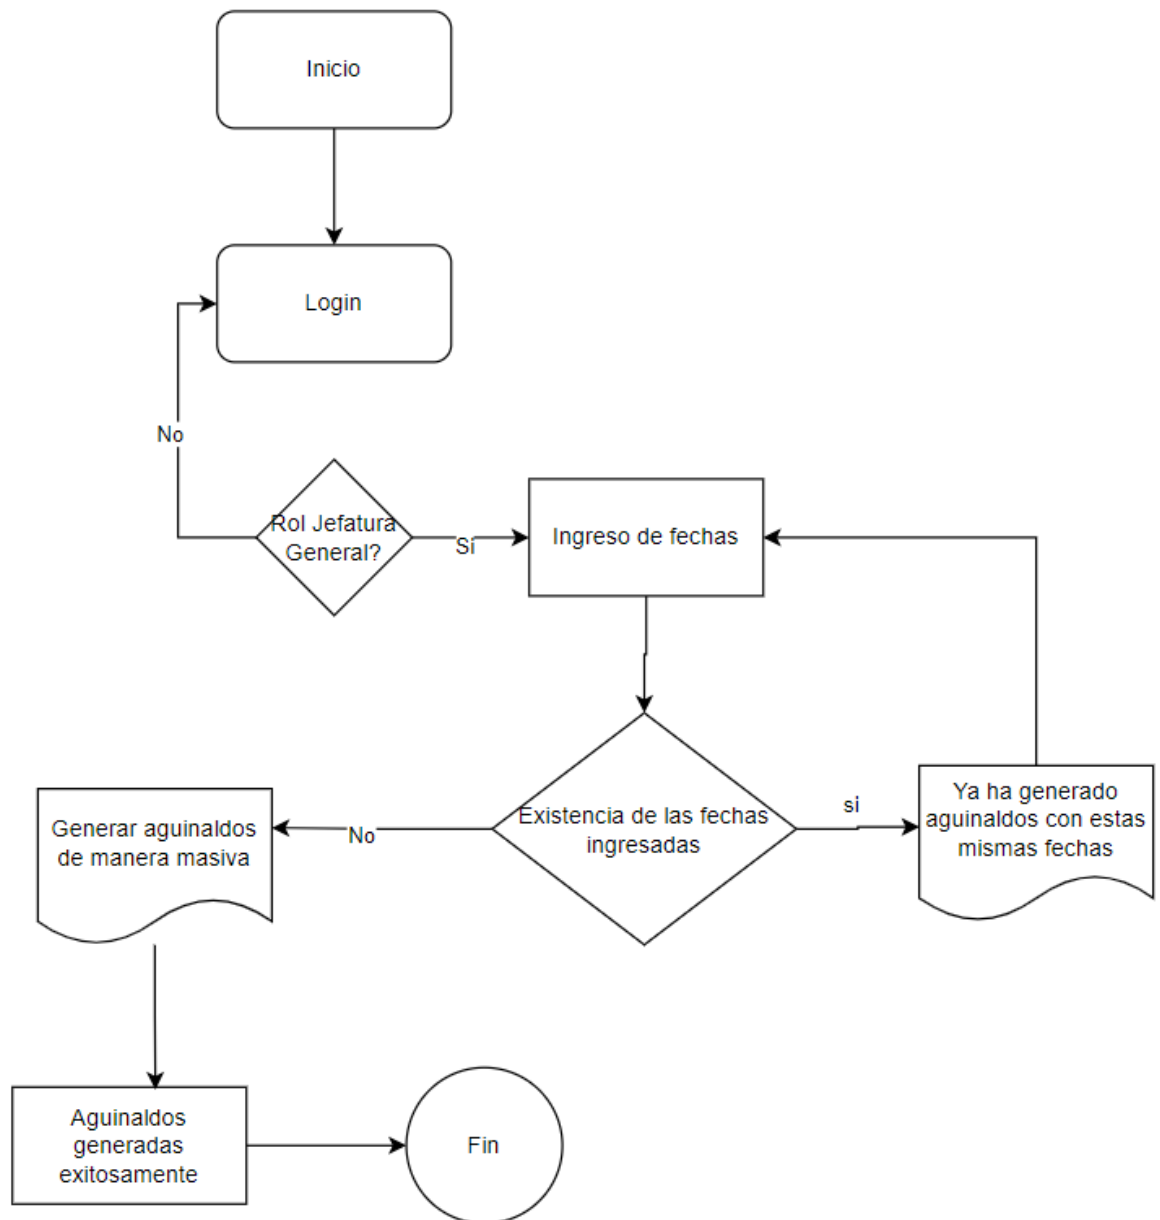 Inicio
Login
No
Rol Jefatura
General?
Si
Ingreso de fechas
Existencia de las fechas
ingresadas
si
Ya ha generado
aguinaldos con estas
mismas fechas
No
Generar aguinaldos
de manera masiva
Aguinaldos
generadas
exitosamente
Fin